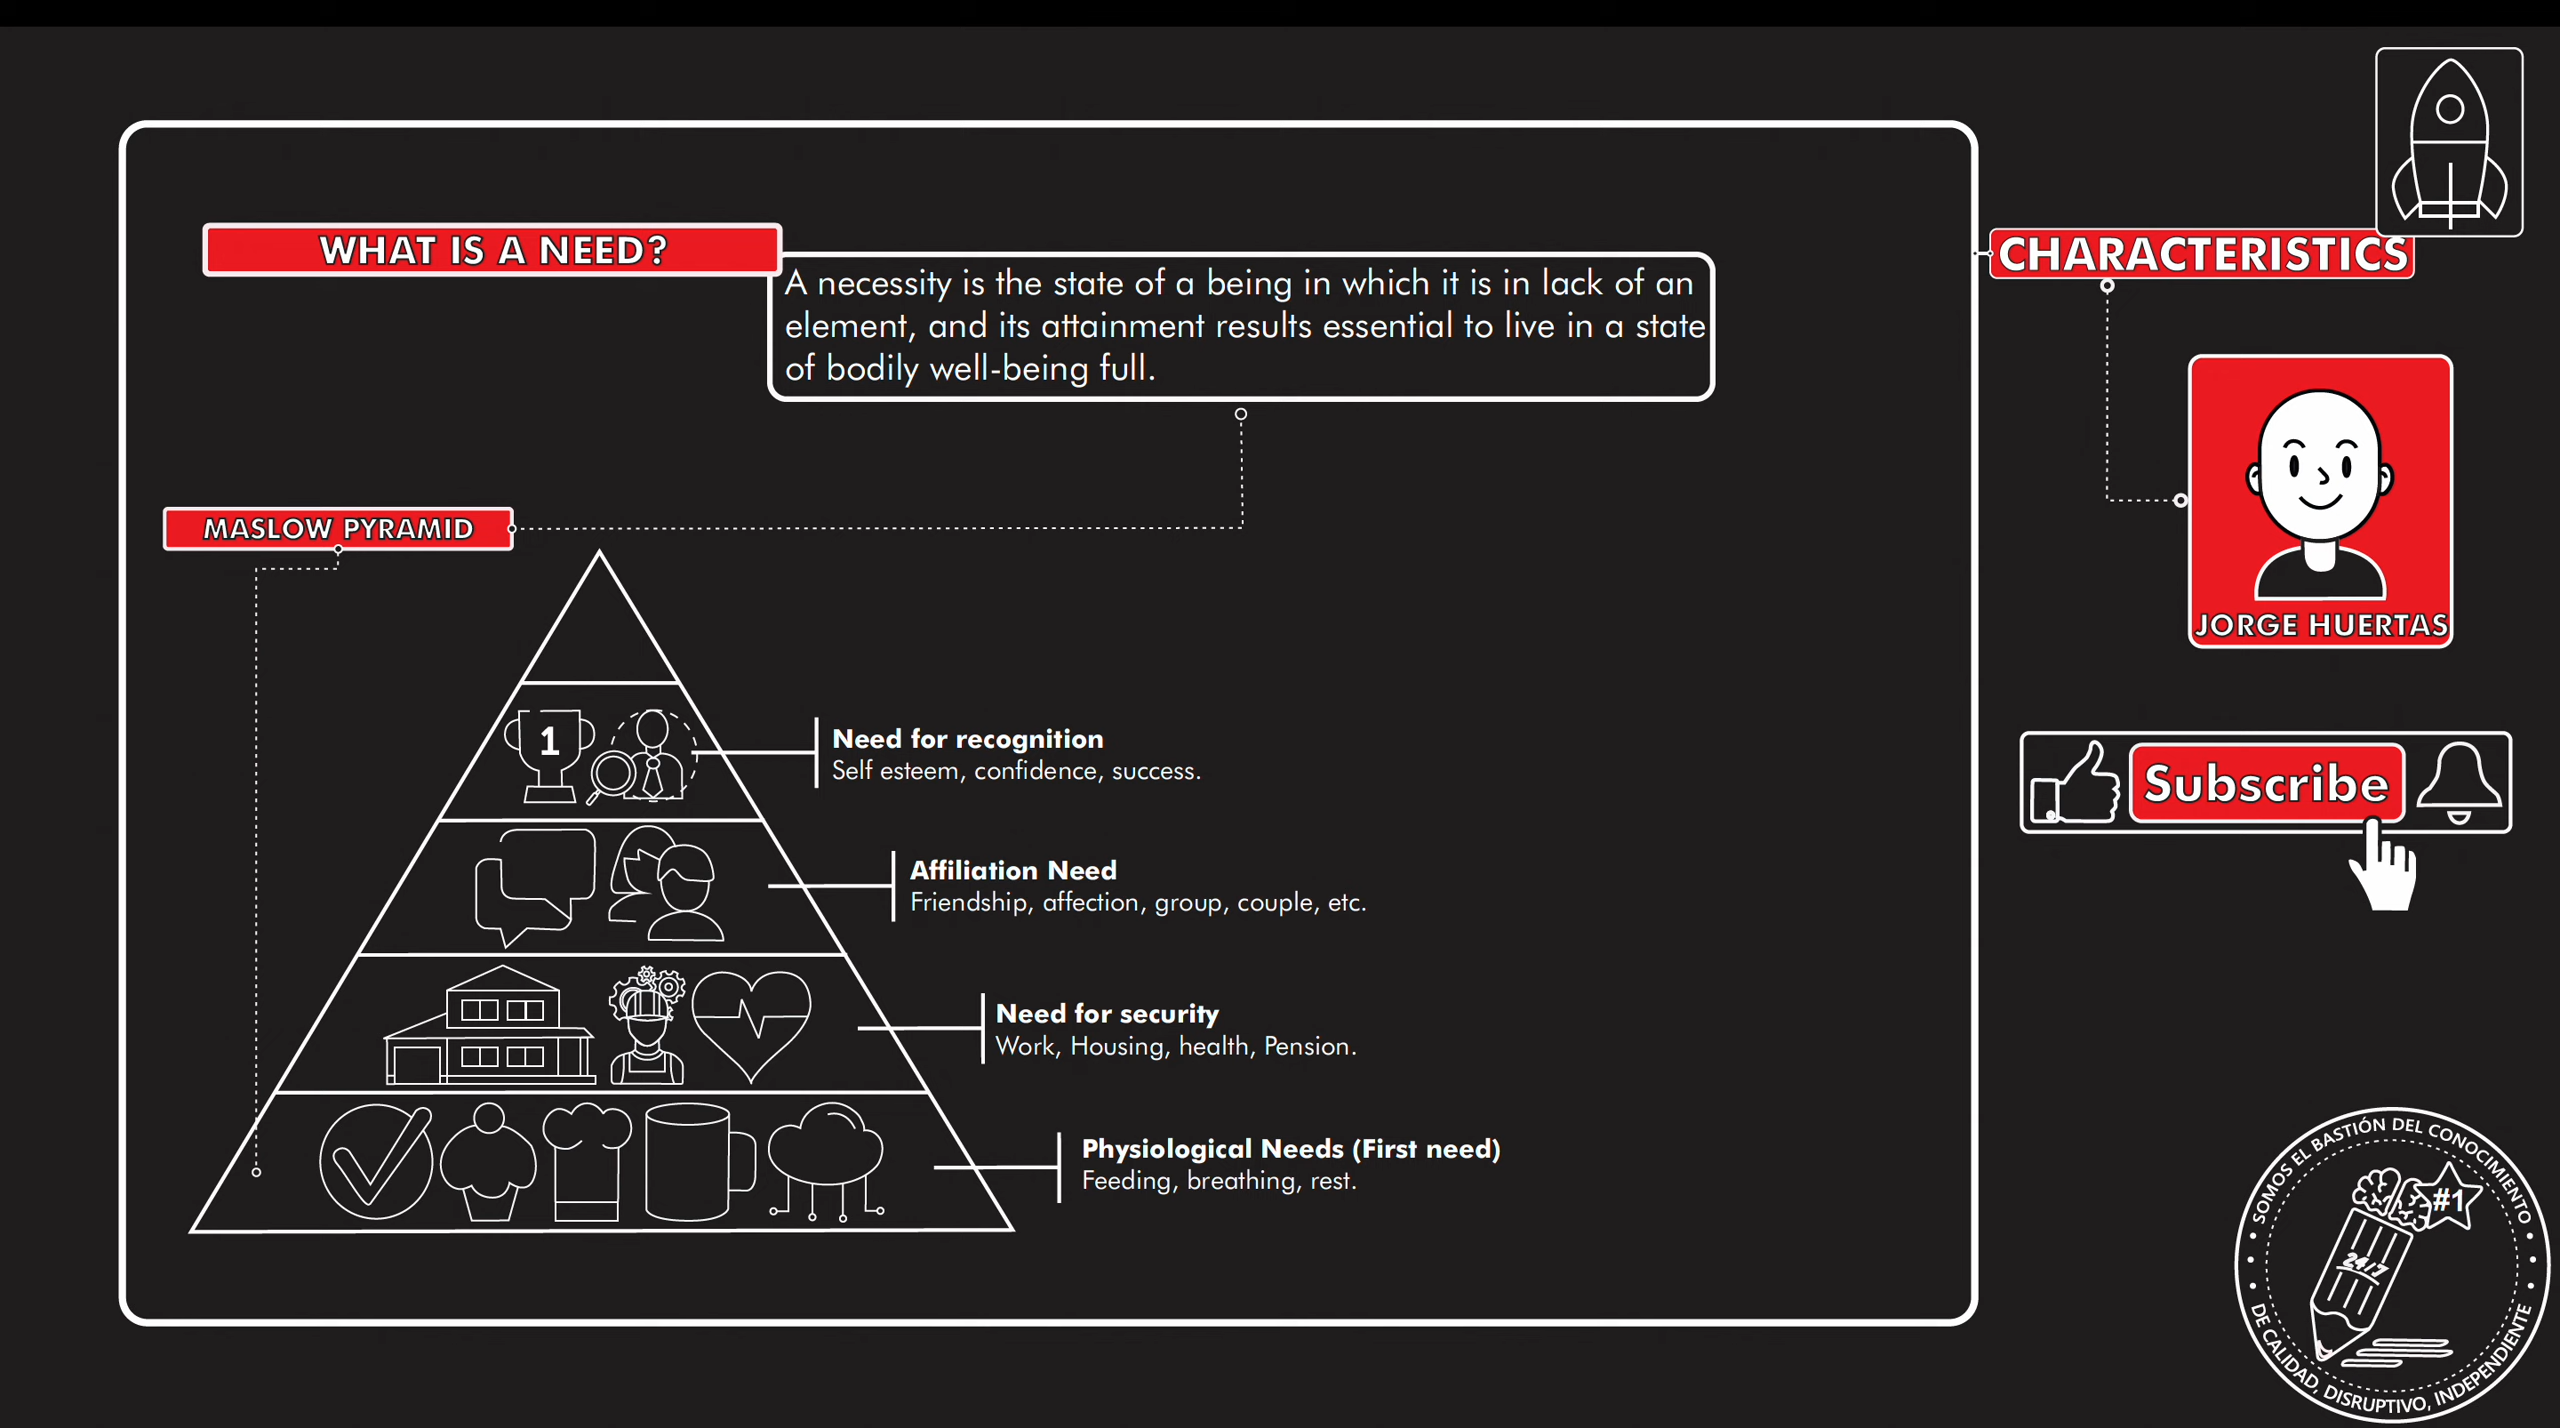 WHAT IS A NEED?
A necessity is the state of a being in which it is in lack of an
element, and its attainment results essential to live in a state
of bodily well-being full.
CHARACTERISTICS
JORGE HUERTAS
MASLOW PYRAMID
1
Need for recognition
Self esteem, confidence, success.
Affiliation Need
Friendship, affection, group, couple, etc.
Need for security
Work, Housing, health, Pension.
Physiological Needs (First need)
Feeding, breathing, rest.
Subscribe
SOMOS EL BASTIÓN DEL CONOCIMIENTO
#1
24/7
DE CALIDAD, DISRUPTIVO, INDEPENDIENTE